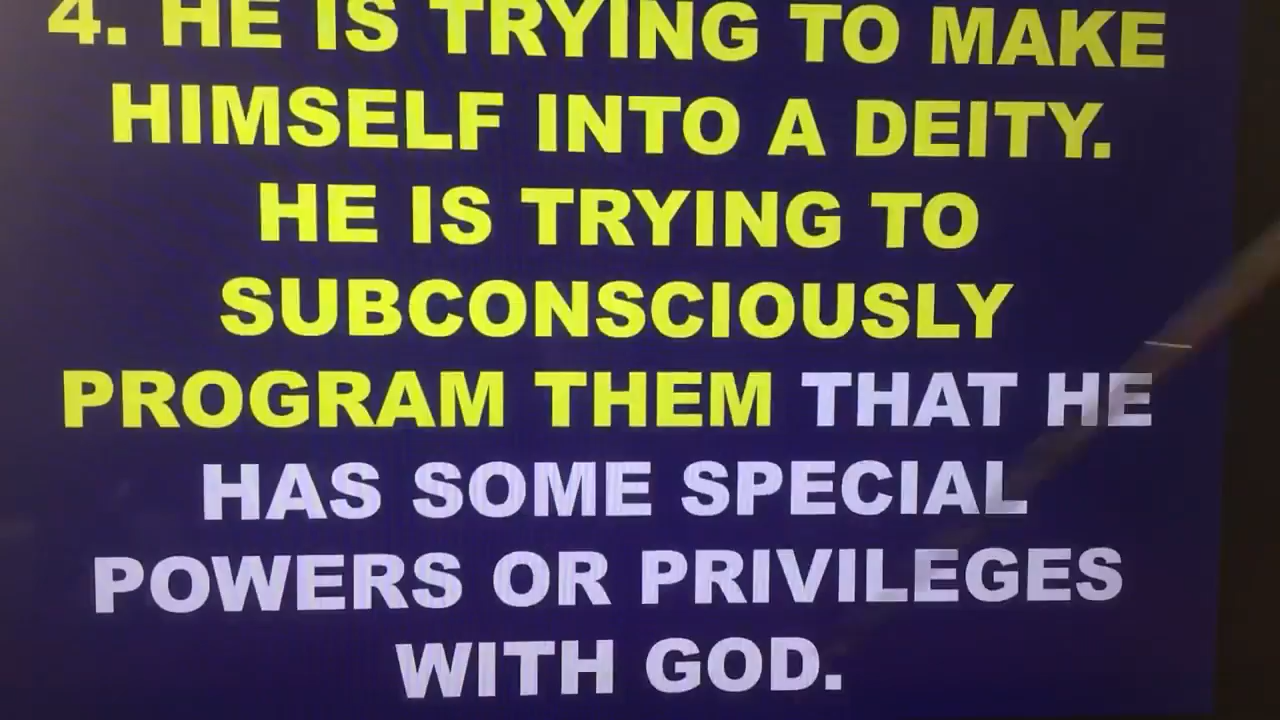 4. HE IS TRYING TO MAKE
HIMSELF INTO A DEITY.
HE IS TRYING TO
SUBCONSCIOUSLY
PROGRAM THEM THAT HE
HAS SOME SPECIAL
POWERS OR PRIVILEGES
WITH GOD.